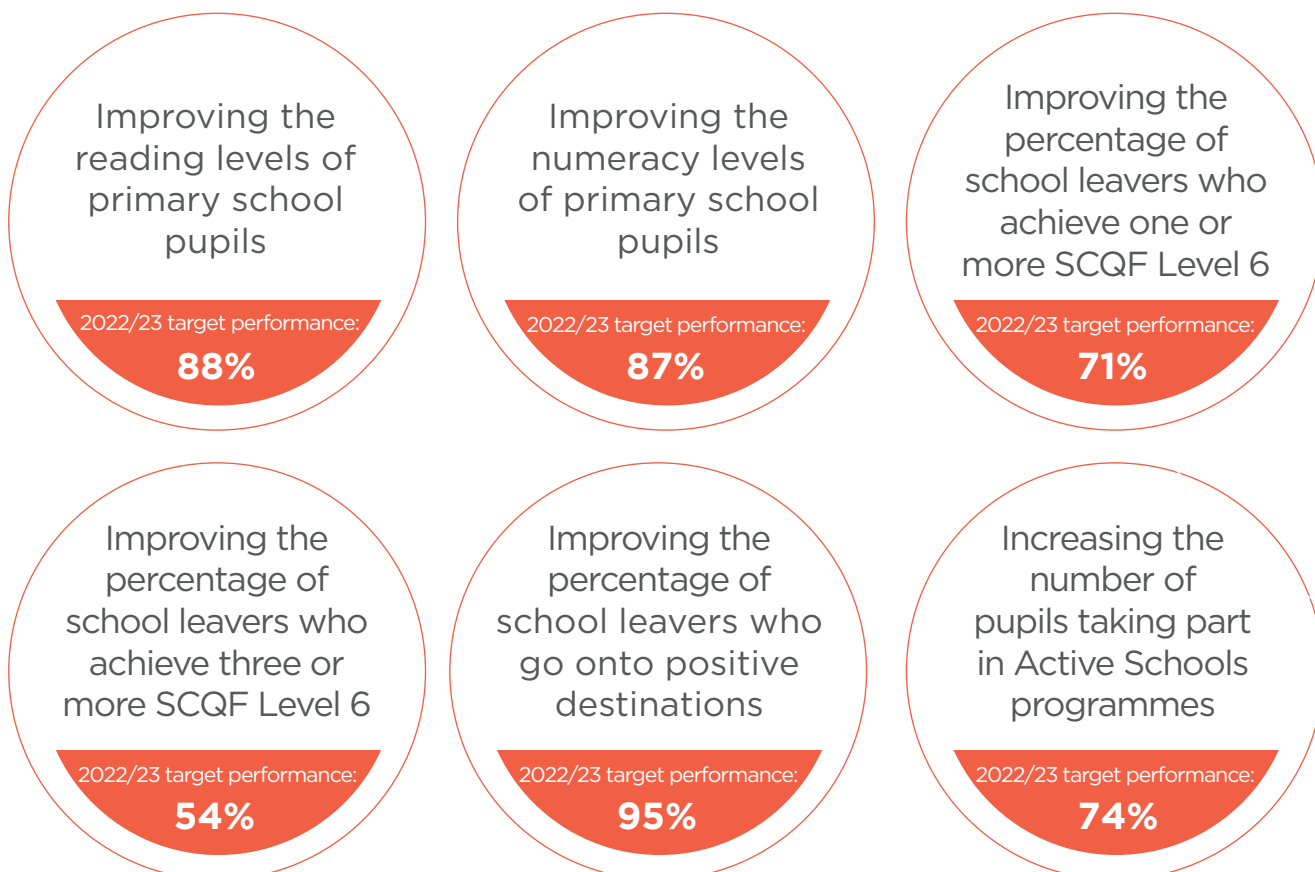 Improving the
reading levels of
primary school
pupils
2022/23 target performance:
88%
Improving the
numeracy levels
of primary school
pupils
2022/23 target performance:
87%
Improving the
percentage of
school leavers who
achieve one or
more SCQF Level 6
2022/23 target performance:
71%
Improving the
percentage of
school leavers who
achieve three or
more SCQF Level 6
2022/23 target performance:
54%
Improving the
percentage of
school leavers who
go onto positive
destinations
2022/23 target performance:
95%
Increasing the
number of
pupils taking part
in Active Schools
programmes
2022/23 target performance:
74%